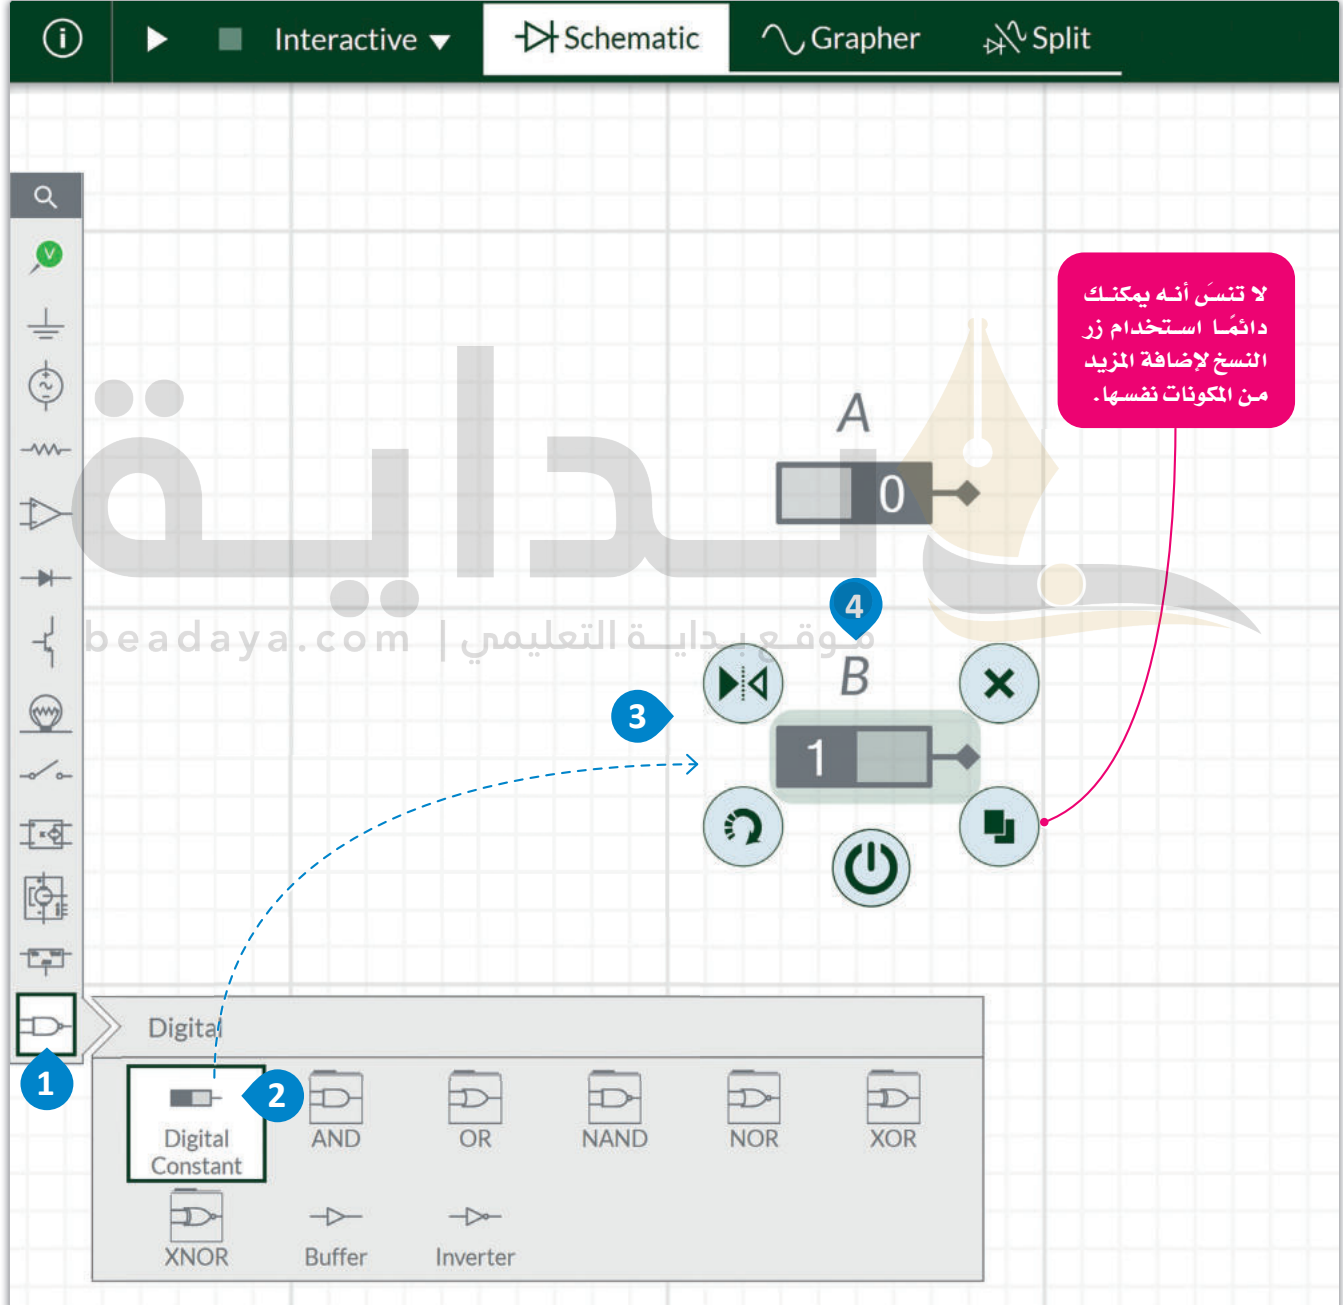 i Interactive Schematic Grapher Split
V
لا تنسَ أنه يمكنك
دائمًا استخدام زر
النسخ لإضافة المزيد
من المكونات نفسها.
A
0
بداية
4
beadaya.com | موقع بداية التعليمي
B
3
1
Digital
1
2
Digital
Constant
AND
OR
NAND
NOR
XOR
XNOR
Buffer
Inverter